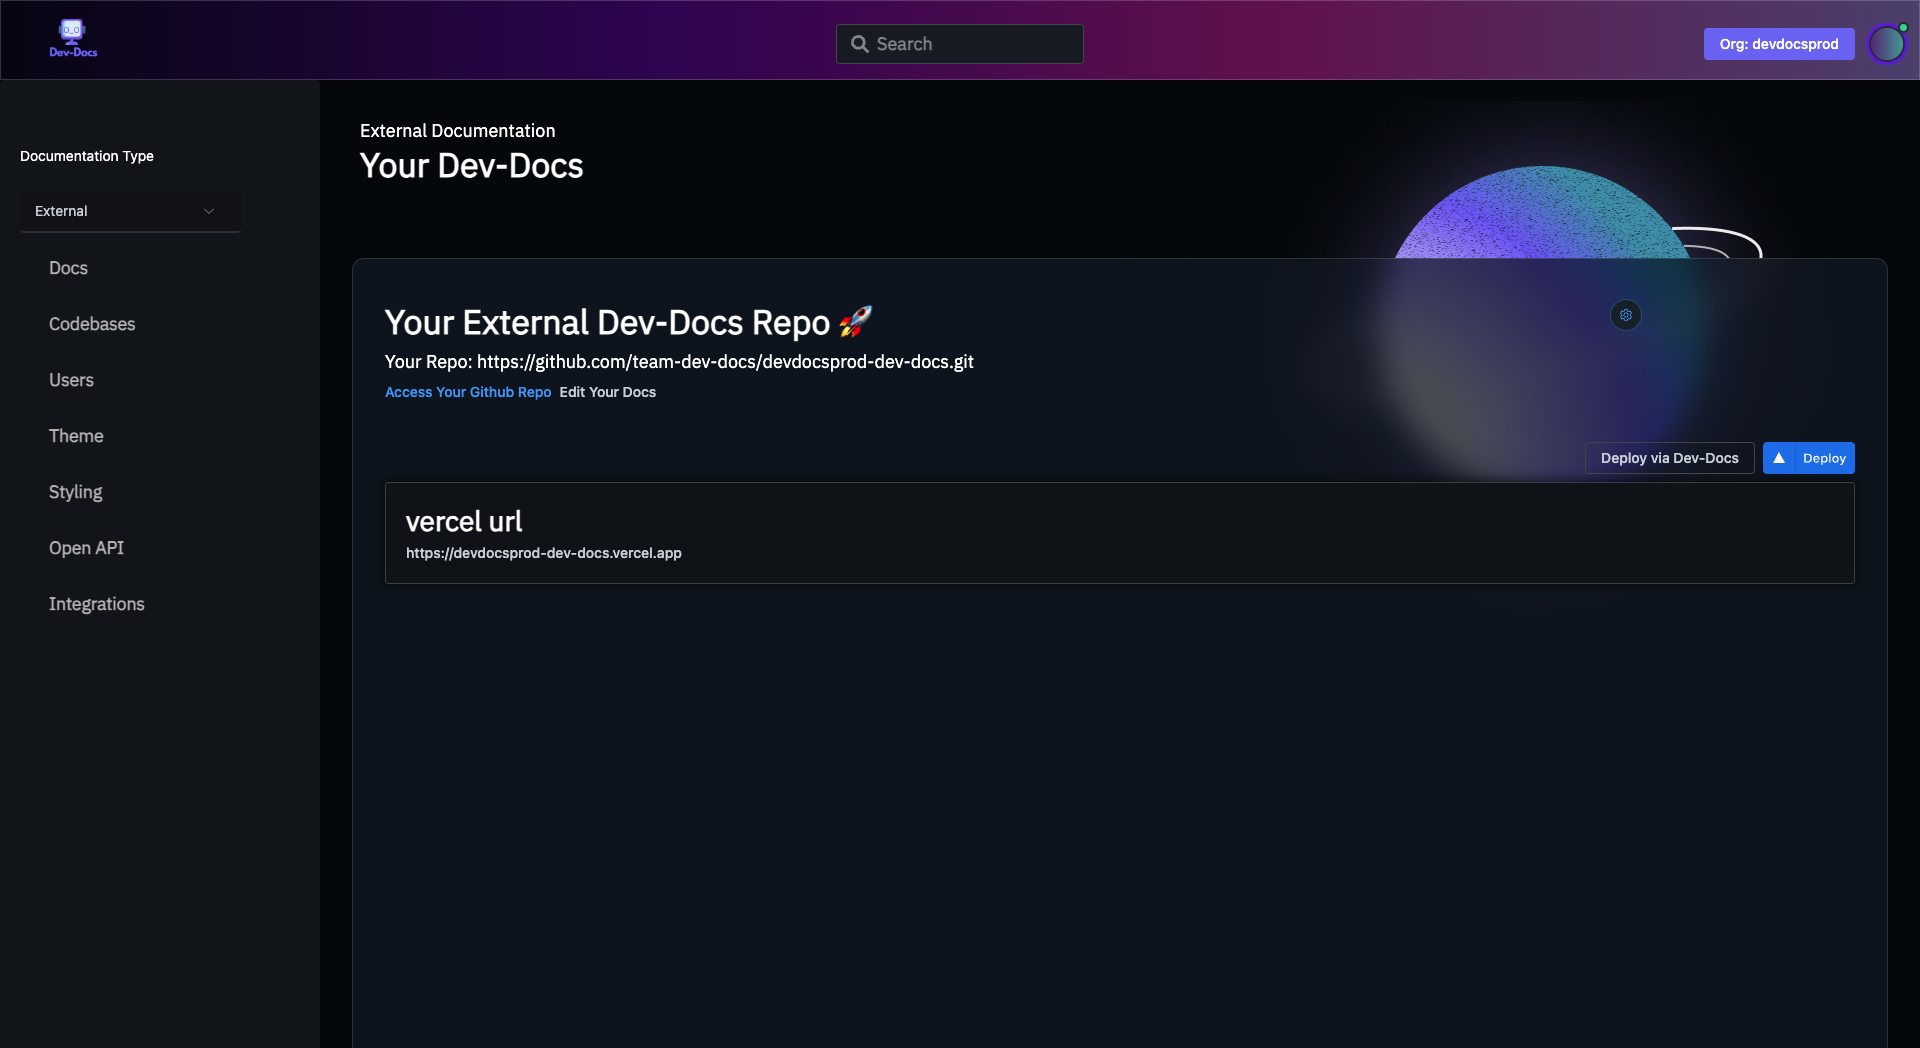 Dev-Docs
Search
Org: devdocsprod
Documentation Type
External
Docs
Codebases
Users
Theme
Styling
Open API
Integrations
External Documentation
Your Dev-Docs
Your External Dev-Docs Repo 🚀
Your Repo: https://github.com/team-dev-docs/devdocsprod-dev-docs.git
Access Your Github Repo Edit Your Docs
Deploy via Dev-Docs Deploy
vercel url
https://devdocsprod-dev-docs.vercel.app